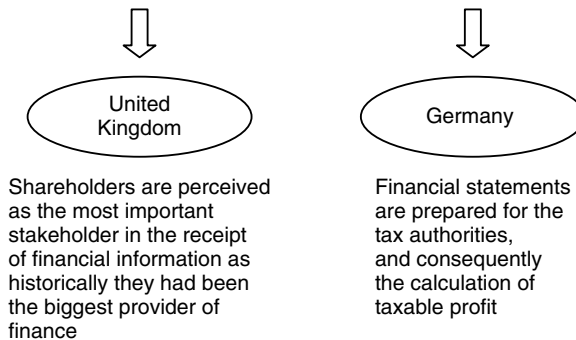 United
Kingdom
Shareholders are perceived
as the most important
stakeholder in the receipt
of financial information as
historically they had been
the biggest provider of
finance
Germany
Financial statements
are prepared for the
tax authorities,
and consequently
the calculation of
taxable profit